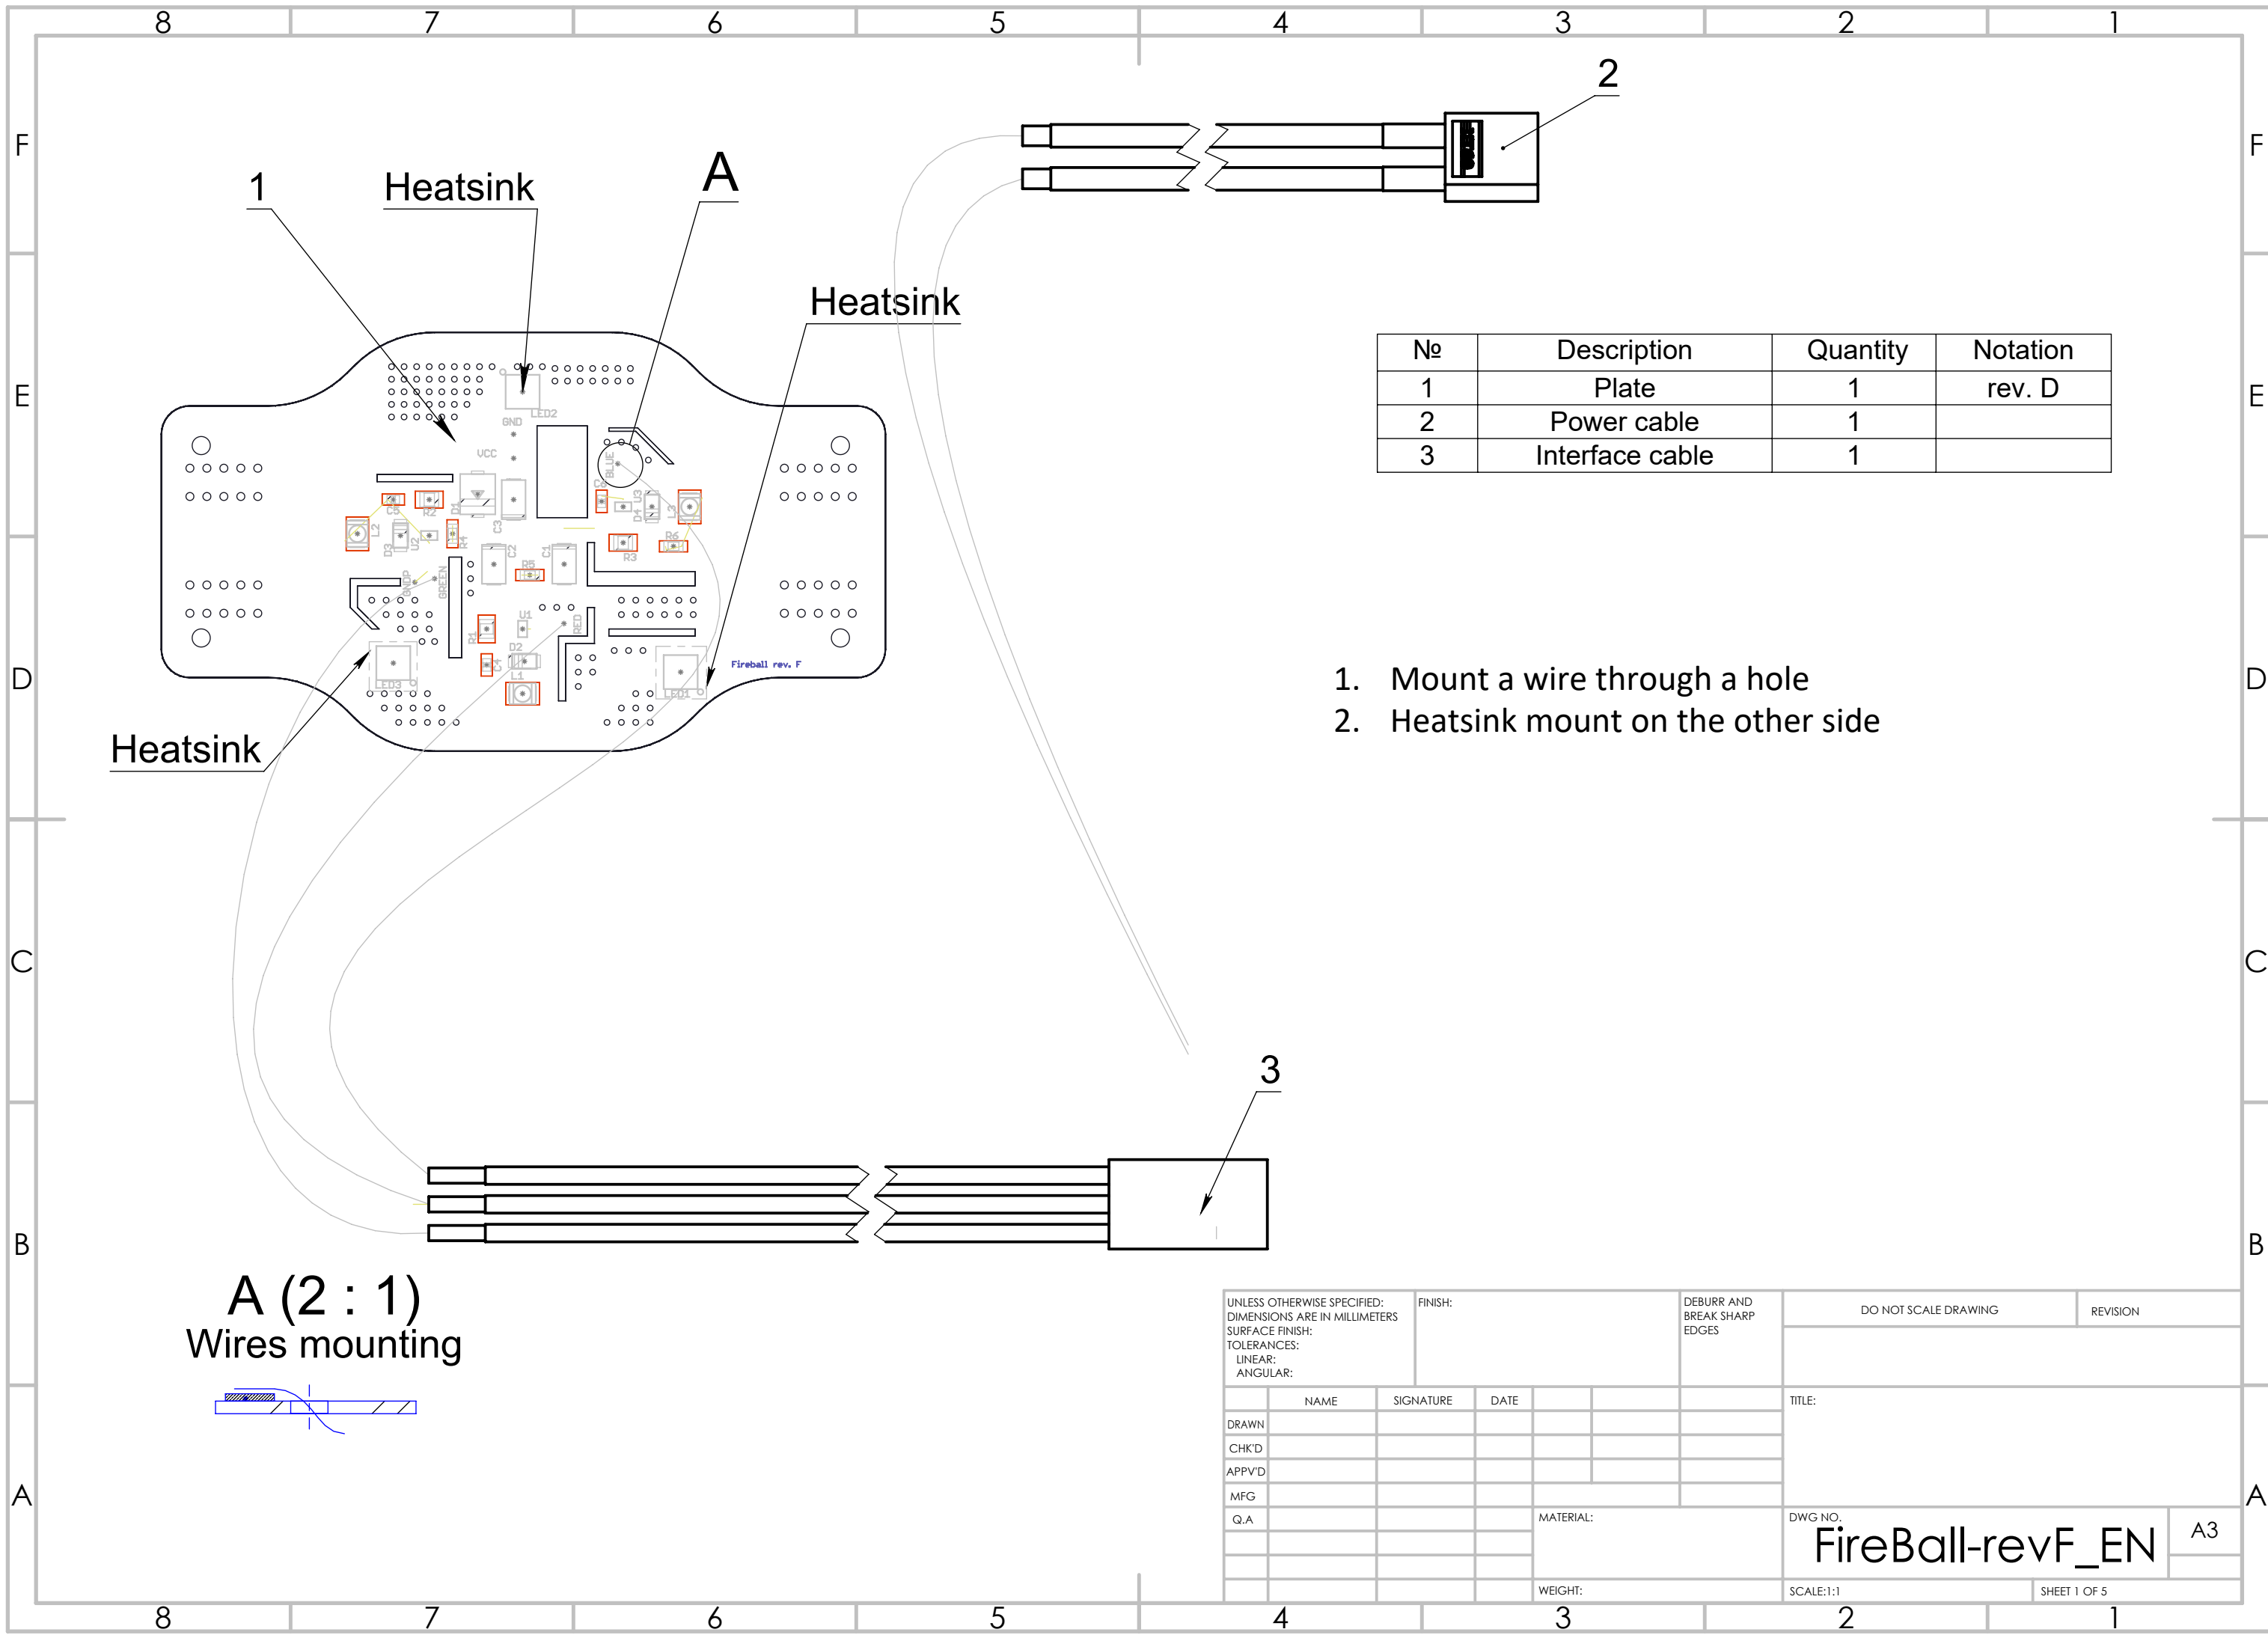 8 7 6 5 4 3 2 1
F
E
D
C
B
A
F
E
D
C
B
A
2
1
Heatsink
A
Heatsink
LED2
GND
VCC
BLUE
C6
U3
D4
L3
C5
R2
D1
C3
L2
D3
U2
R4
C2
C1
R3
R6
R5
GNDP
GREEN
R1
U1
RED
D2
C4
L1
LED3
LED1
Fireball rev. F
Heatsink
№ Description Quantity Notation
1 Plate 1 rev. D
2 Power cable 1
3 Interface cable 1
1. Mount a wire through a hole
2. Heatsink mount on the other side
3
A (2 : 1)
Wires mounting
UNLESS OTHERWISE SPECIFIED:
DIMENSIONS ARE IN MILLIMETERS
SURFACE FINISH:
TOLERANCES:
LINEAR:
ANGULAR:
FINISH:
DEBURR AND
BREAK SHARP
EDGES
DO NOT SCALE DRAWING
REVISION
NAME SIGNATURE DATE
TITLE:
DRAWN
CHK'D
APPV'D
MFG
Q.A
MATERIAL:
DWG NO.
FireBall-revF_EN
A3
WEIGHT:
SCALE:1:1
SHEET 1 OF 5
8 7 6 5 4 3 2 1